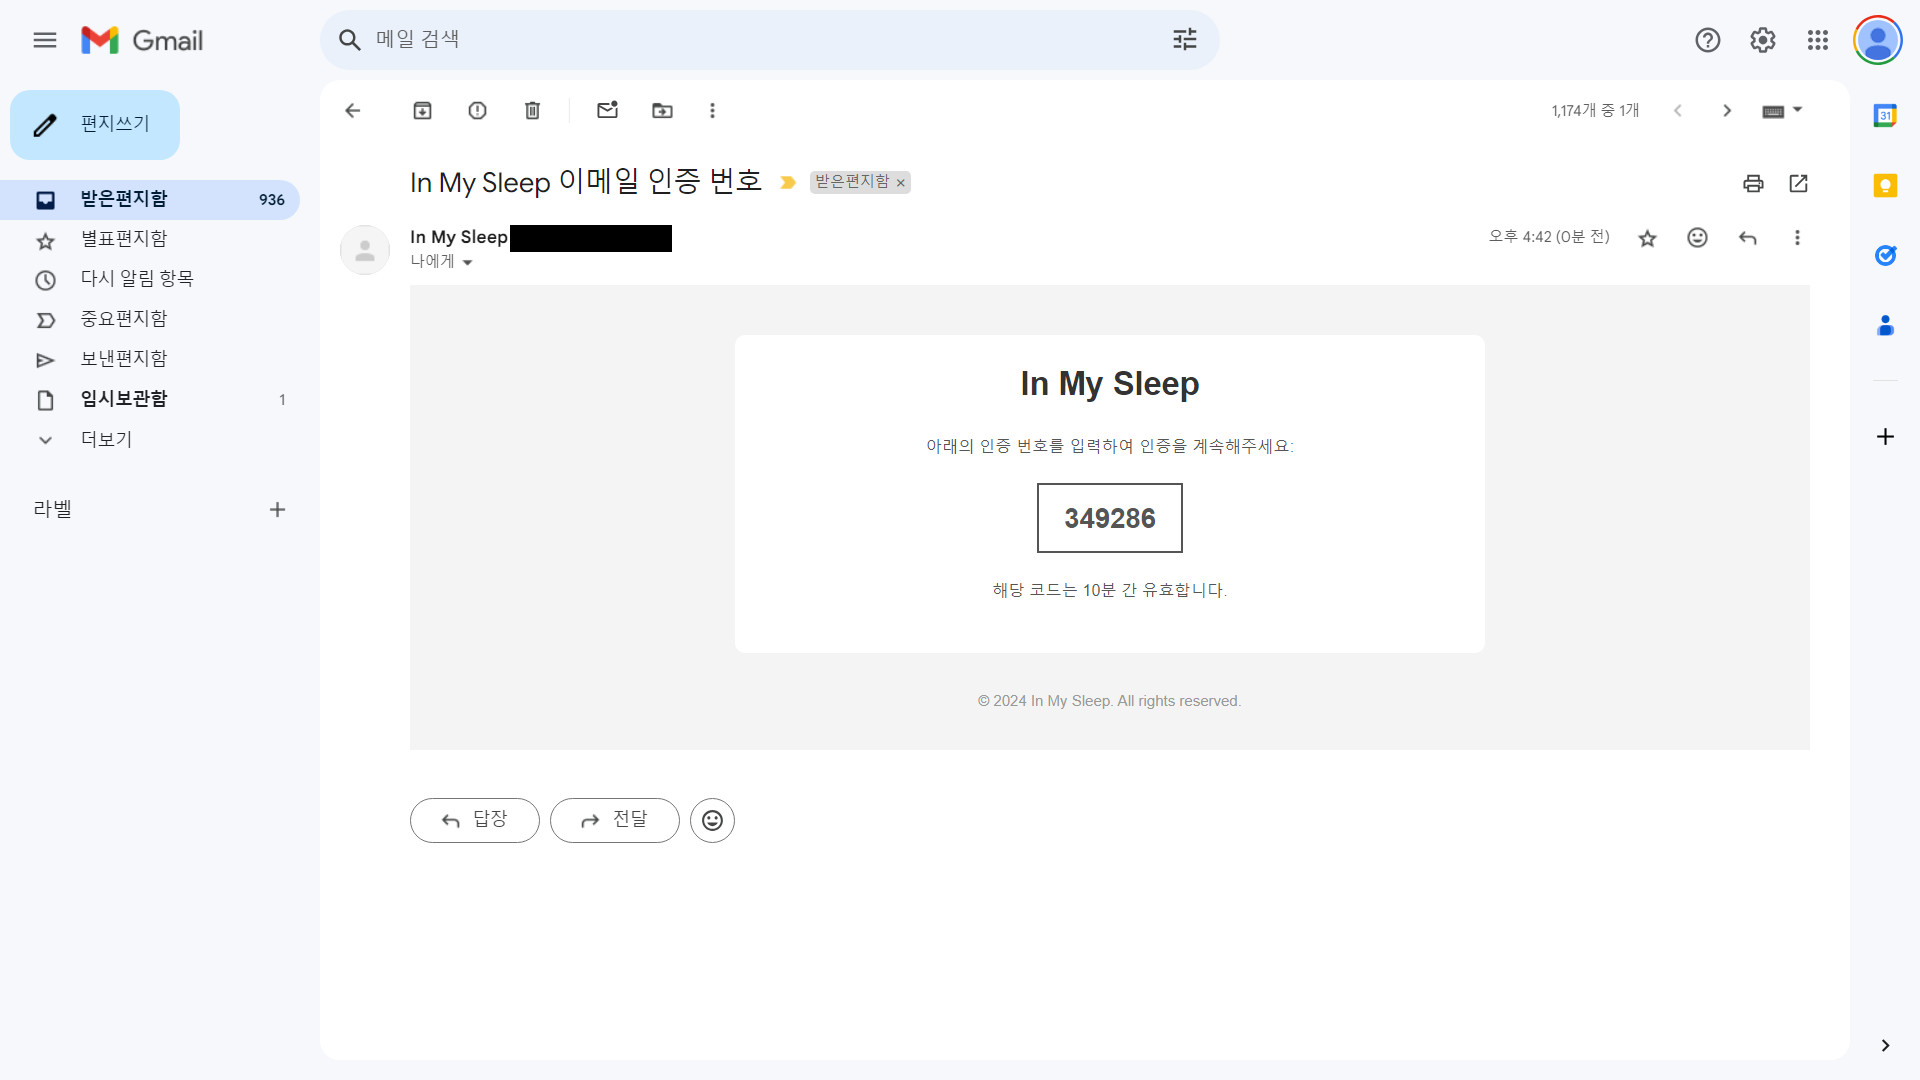 Gmail
메일 검색
편지쓰기
받은편지함 936
별표편지함
다시 알림 항목
중요편지함
보낸편지함
임시보관함 1
더보기
라벨
1,174개 중 1개
In My Sleep 이메일 인증 번호
받은편지함 ×
In My Sleep
오후 4:42 (0분 전)
나에게
In My Sleep
아래의 인증 번호를 입력하여 인증을 계속해주세요:
349286
해당 코드는 10분 간 유효합니다.
© 2024 In My Sleep. All rights reserved.
답장
전달
31